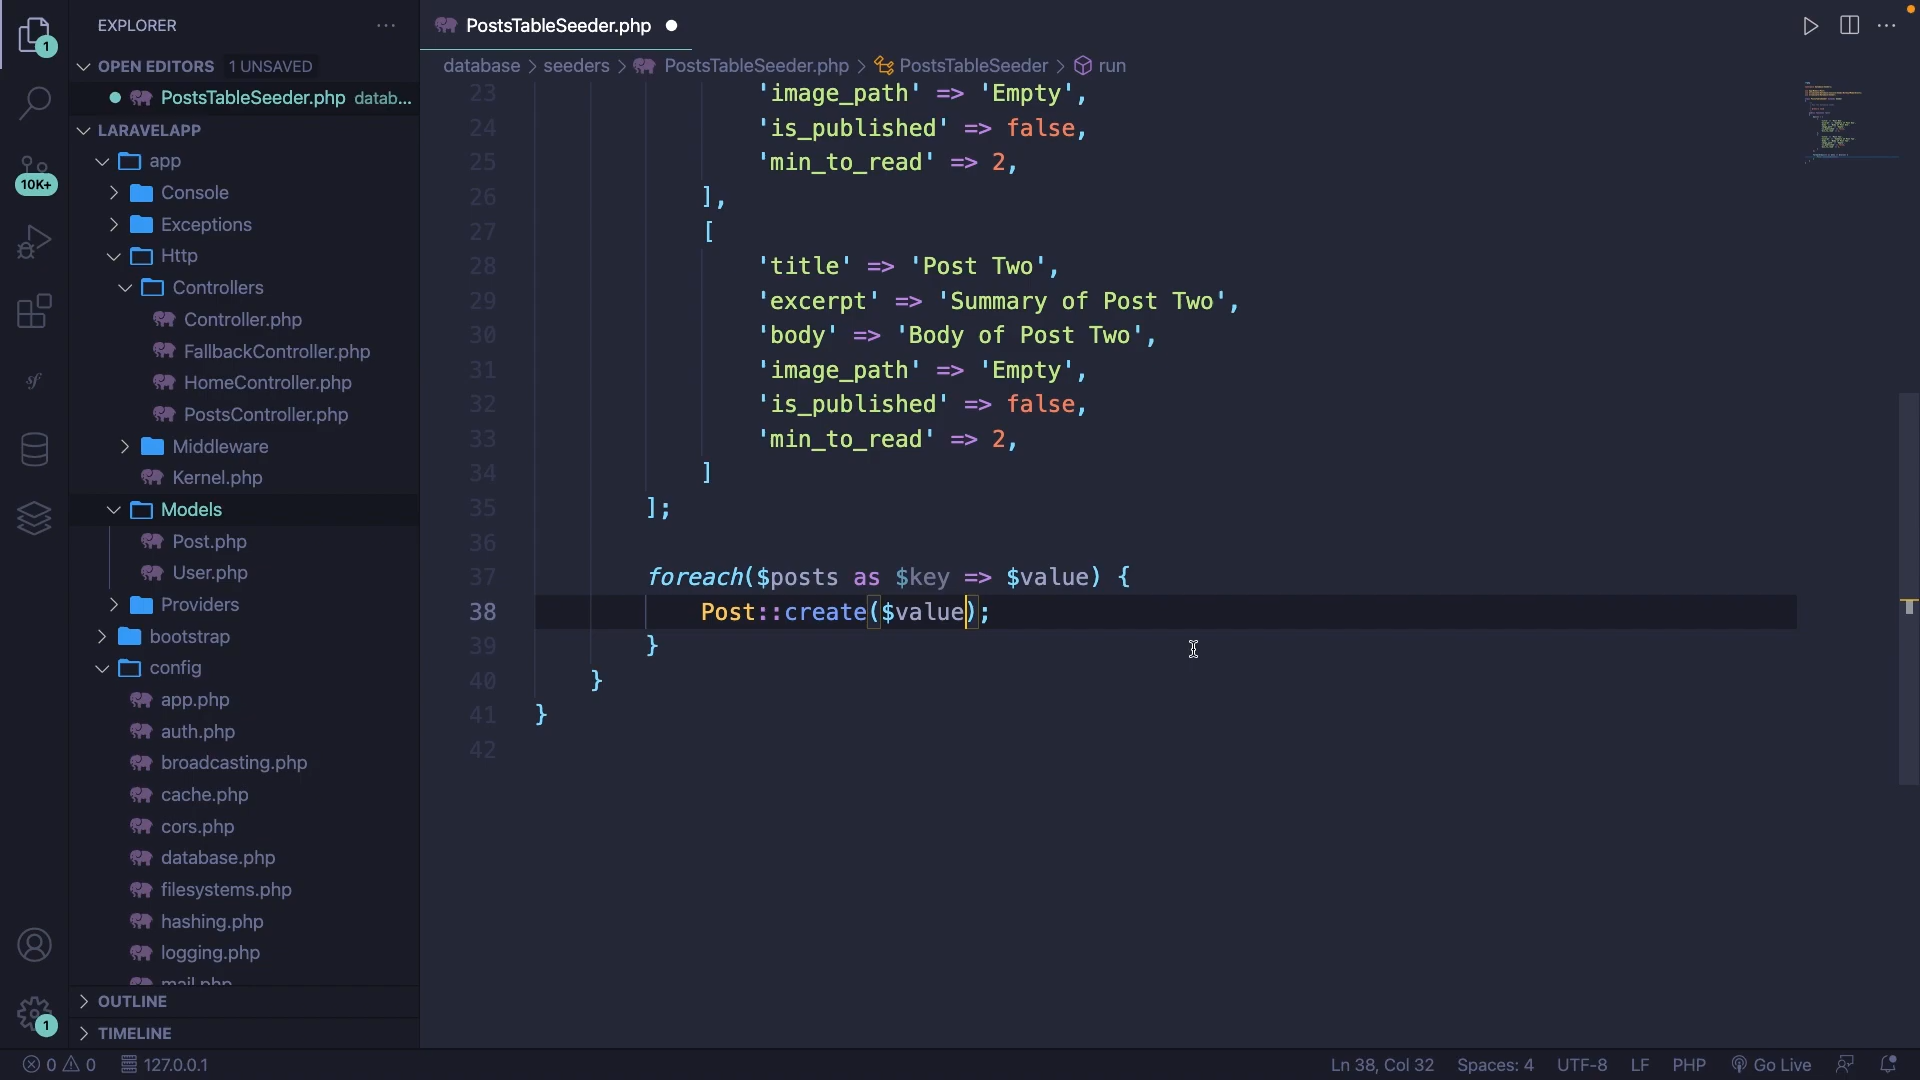 EXPLORER
OPEN EDITORS 1 UNSAVED
PostsTableSeeder.php datab...
LARAVELAPP
app
Console
Exceptions
Http
Controllers
Controller.php
FallbackController.php
HomeController.php
PostsController.php
Middleware
Kernel.php
Models
Post.php
User.php
Providers
bootstrap
config
app.php
auth.php
broadcasting.php
cache.php
cors.php
database.php
filesystems.php
hashing.php
logging.php
mail.php
OUTLINE
TIMELINE
1
10K+
sf
1
PostsTableSeeder.php
database > seeders > PostsTableSeeder.php > PostsTableSeeder > run
23 'image_path' => 'Empty',
24 'is_published' => false,
25 'min_to_read' => 2,
26 ],
27 [
28 'title' => 'Post Two',
29 'excerpt' => 'Summary of Post Two',
30 'body' => 'Body of Post Two',
31 'image_path' => 'Empty',
32 'is_published' => false,
33 'min_to_read' => 2,
34 ]
35 ];
36
37 foreach($posts as $key => $value) {
38 Post::create($value);
39 }
40 }
41 }
42
0 0 127.0.0.1
Ln 38, Col 32 Spaces: 4 UTF-8 LF PHP Go Live